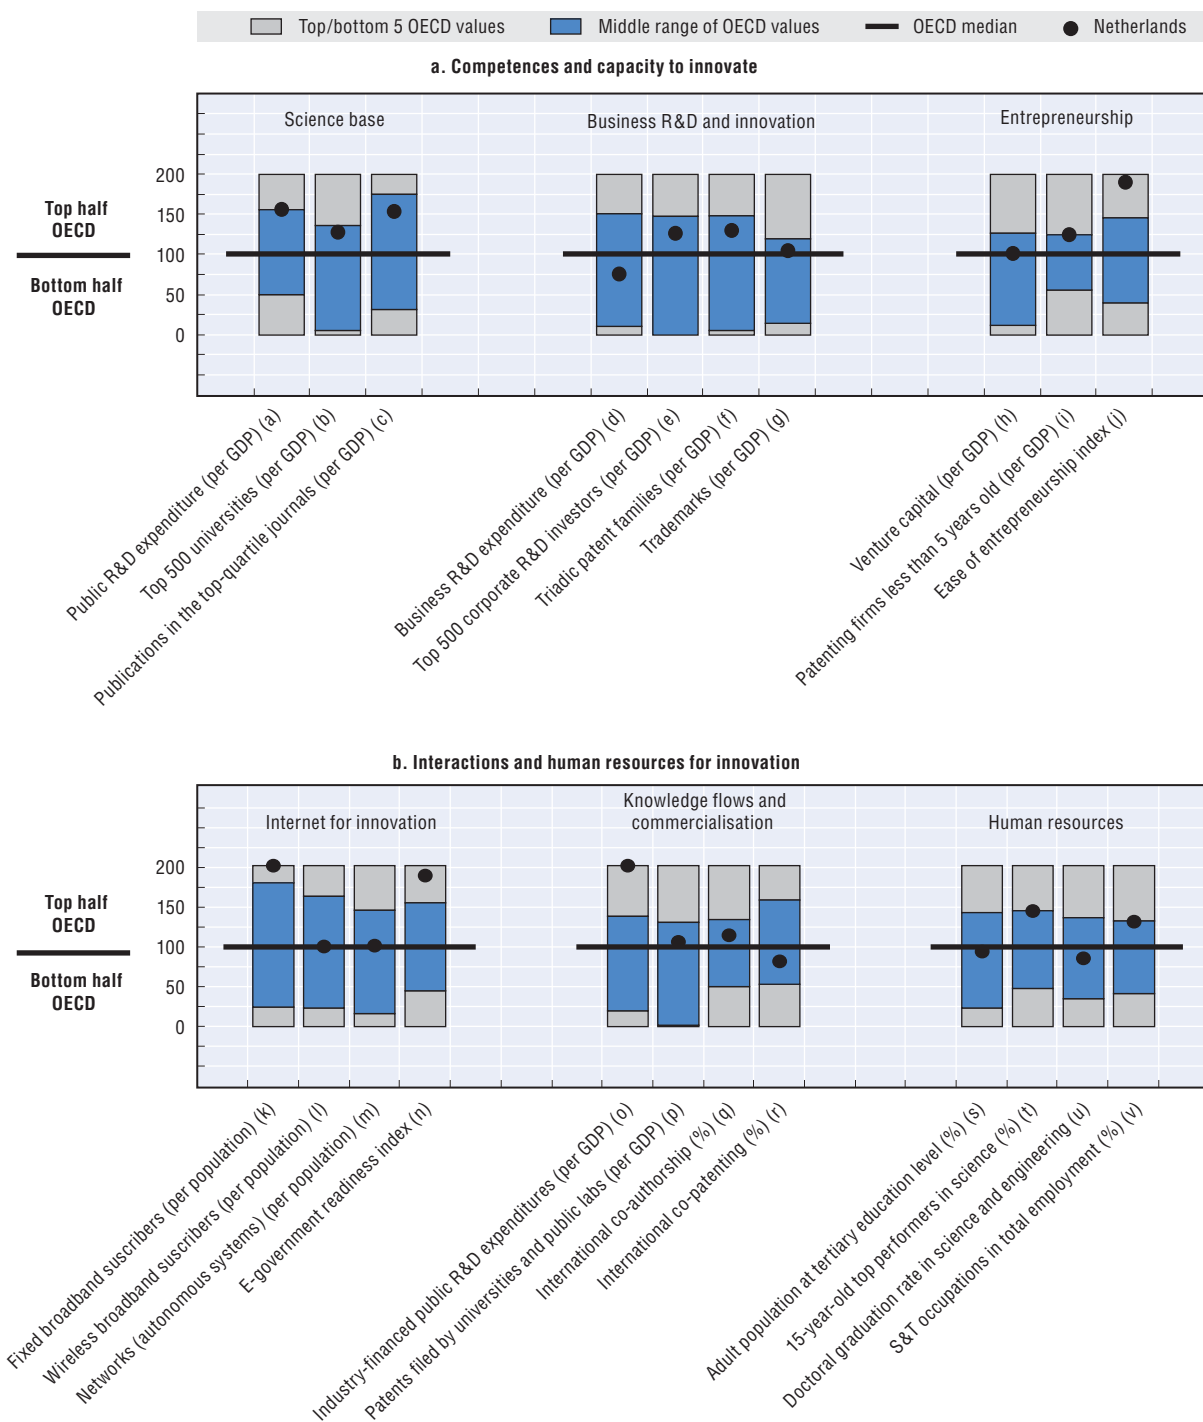 Top/bottom 5 OECD values Middle range of OECD values OECD median Netherlands
a. Competences and capacity to innovate
Science base
Business R&D and innovation
Entrepreneurship
Top half
OECD
Bottom half
OECD
200
150
100
50
0
Public R&D expenditure (per GDP) (a)
Top 500 universities (per GDP) (b)
Publications in the top-quartile journals (per GDP) (c)
Business R&D expenditure (per GDP) (d)
Top 500 corporate R&D investors (per GDP) (e)
Triadic patent families (per GDP) (f)
Trademarks (per GDP) (g)
Venture capital (per GDP) (h)
Patenting firms less than 5 years old (per GDP) (i)
Ease of entrepreneurship index (j)
b. Interactions and human resources for innovation
Internet for innovation
Knowledge flows and
commercialisation
Human resources
Top half
OECD
Bottom half
OECD
200
150
100
50
0
Fixed broadband suscribers (per population) (k)
Wireless broadband suscribers (per population) (l)
Networks (autonomous systems) (per population) (m)
E-government readiness index (n)
Industry-financed public R&D expenditures (per GDP) (o)
Patents filed by universities and public labs (per GDP) (p)
International co-authorship (%) (q)
International co-patenting (%) (r)
Adult population at tertiary education level (%) (s)
15-year-old top performers in science (%) (t)
Doctoral graduation rate in science and engineering (u)
S&T occupations in total employment (%) (v)